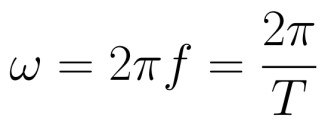 ω = 2πf = 2π/T